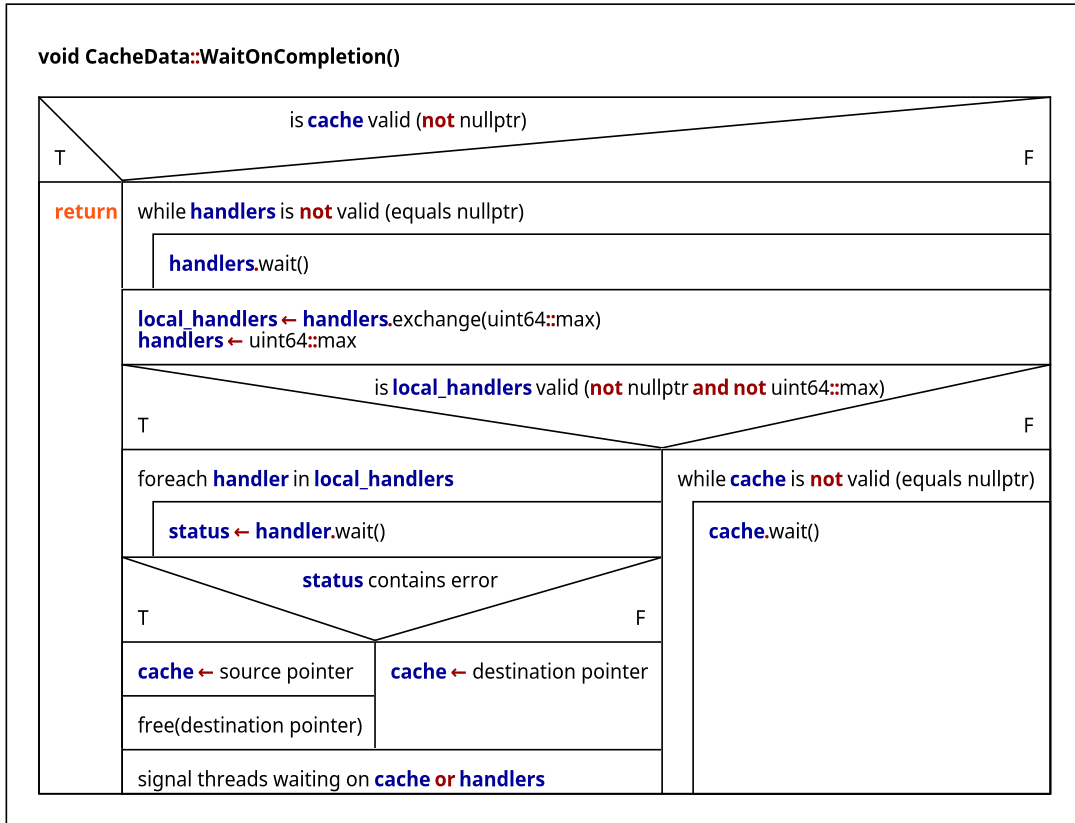 void CacheData::WaitOnCompletion()
is cache valid (not nullptr)
T
F
return
while handlers is not valid (equals nullptr)
handlers.wait()
local_handlers ← handlers.exchange(uint64::max)
handlers ← uint64::max
is local_handlers valid (not nullptr and not uint64::max)
T
F
foreach handler in local_handlers
status ← handler.wait()
status contains error
T
F
cache ← source pointer
free(destination pointer)
cache ← destination pointer
signal threads waiting on cache or handlers
while cache is not valid (equals nullptr)
cache.wait()